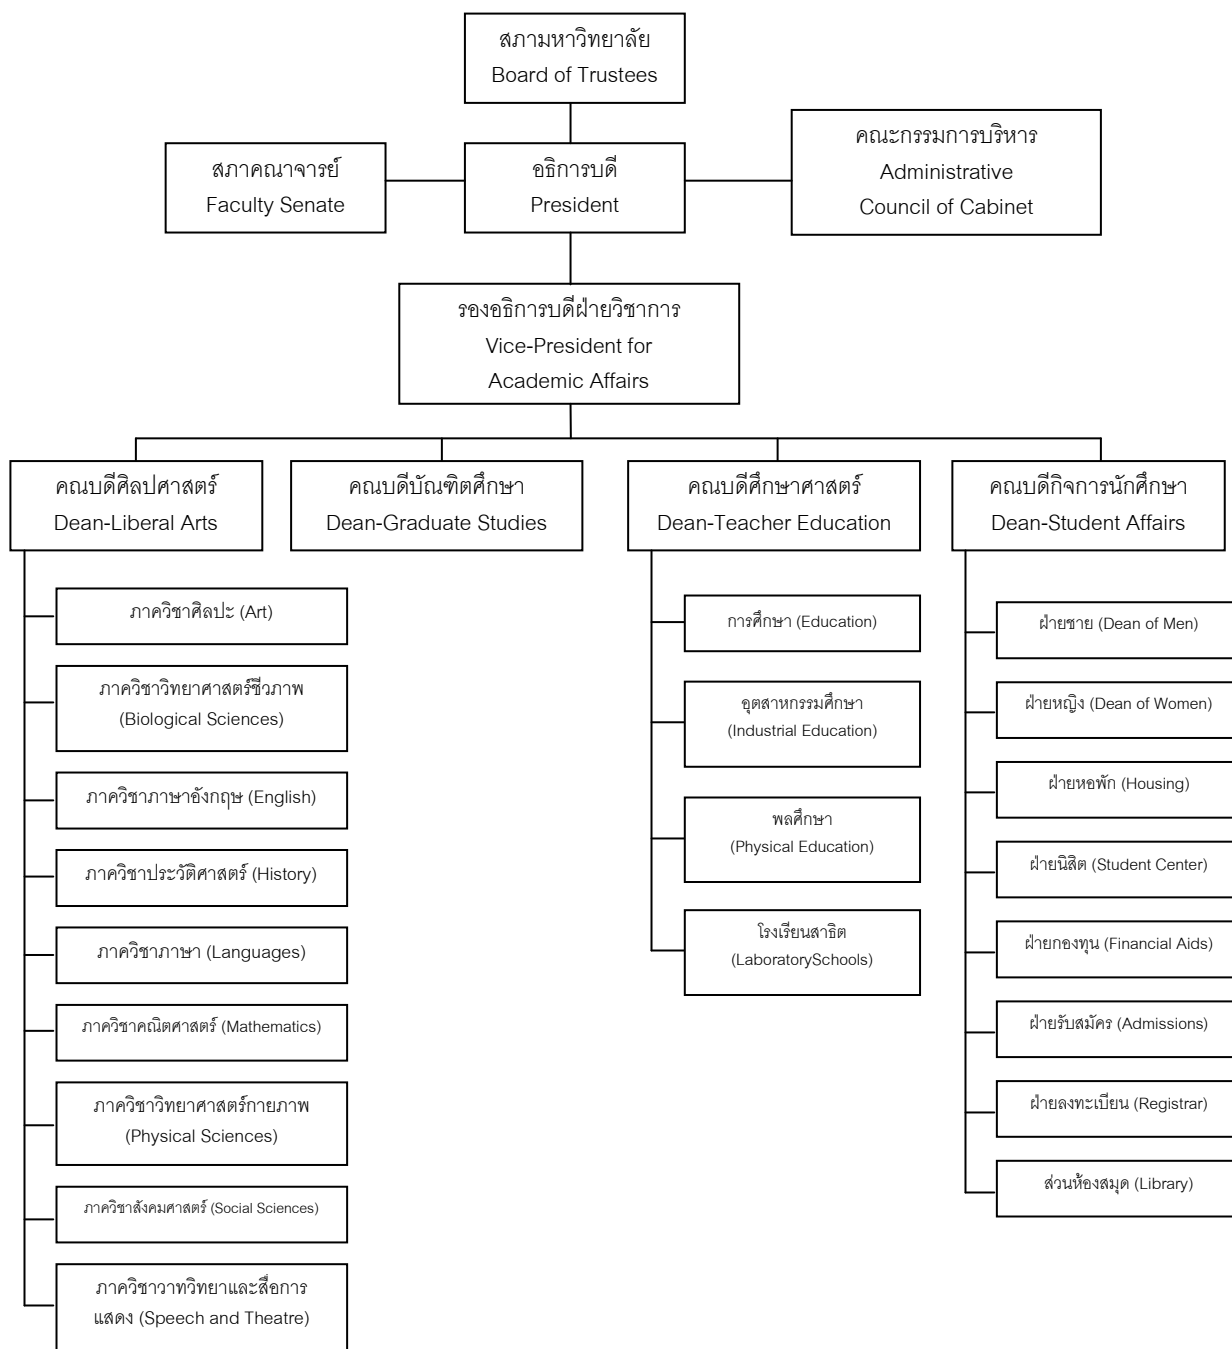 สภามหาวิทยาลัย
Board of Trustees
สภาคณาจารย์
Faculty Senate
อธิการบดี
President
คณะกรรมการบริหาร
Administrative
Council of Cabinet
รองอธิการบดีฝ่ายวิชาการ
Vice-President for
Academic Affairs
คณบดีศิลปศาสตร์
Dean-Liberal Arts
คณบดีบัณฑิตศึกษา
Dean-Graduate Studies
คณบดีศึกษาศาสตร์
Dean-Teacher Education
คณบดีกิจการนักศึกษา
Dean-Student Affairs
ภาควิชาศิลปะ (Art)
ภาควิชาวิทยาศาสตร์ชีวภาพ
(Biological Sciences)
ภาควิชาภาษาอังกฤษ (English)
ภาควิชาประวัติศาสตร์ (History)
ภาควิชาภาษา (Languages)
ภาควิชาคณิตศาสตร์ (Mathematics)
ภาควิชาวิทยาศาสตร์กายภาพ
(Physical Sciences)
ภาควิชาสังคมศาสตร์ (Social Sciences)
ภาควิชาวาทวิทยาและสื่อการ
แสดง (Speech and Theatre)
การศึกษา (Education)
อุตสาหกรรมศึกษา
(Industrial Education)
พลศึกษา
(Physical Education)
โรงเรียนสาธิต
(LaboratorySchools)
ฝ่ายชาย (Dean of Men)
ฝ่ายหญิง (Dean of Women)
ฝ่ายหอพัก (Housing)
ฝ่ายนิสิต (Student Center)
ฝ่ายกองทุน (Financial Aids)
ฝ่ายรับสมัคร (Admissions)
ฝ่ายลงทะเบียน (Registrar)
ส่วนห้องสมุด (Library)